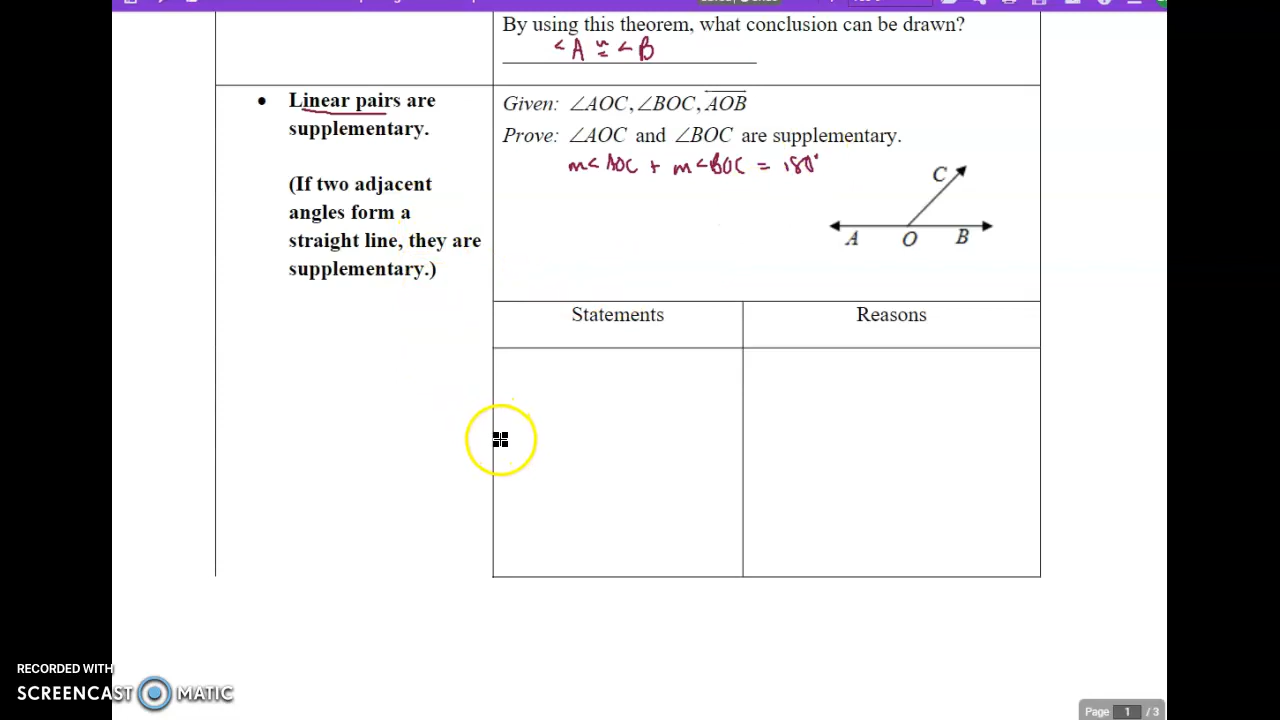 By using this theorem, what conclusion can be drawn?
<A ≅ <B
• Linear pairs are
supplementary.
(If two adjacent
angles form a
straight line, they are
supplementary.)
Given: ∠AOC, ∠BOC, A͞O͞B͞
Prove: ∠AOC and ∠BOC are supplementary.
m<AOC + m<BOC = 180°
C
A O B
Statements Reasons
RECORDED WITH
SCREENCAST MATIC
Page 1 / 3